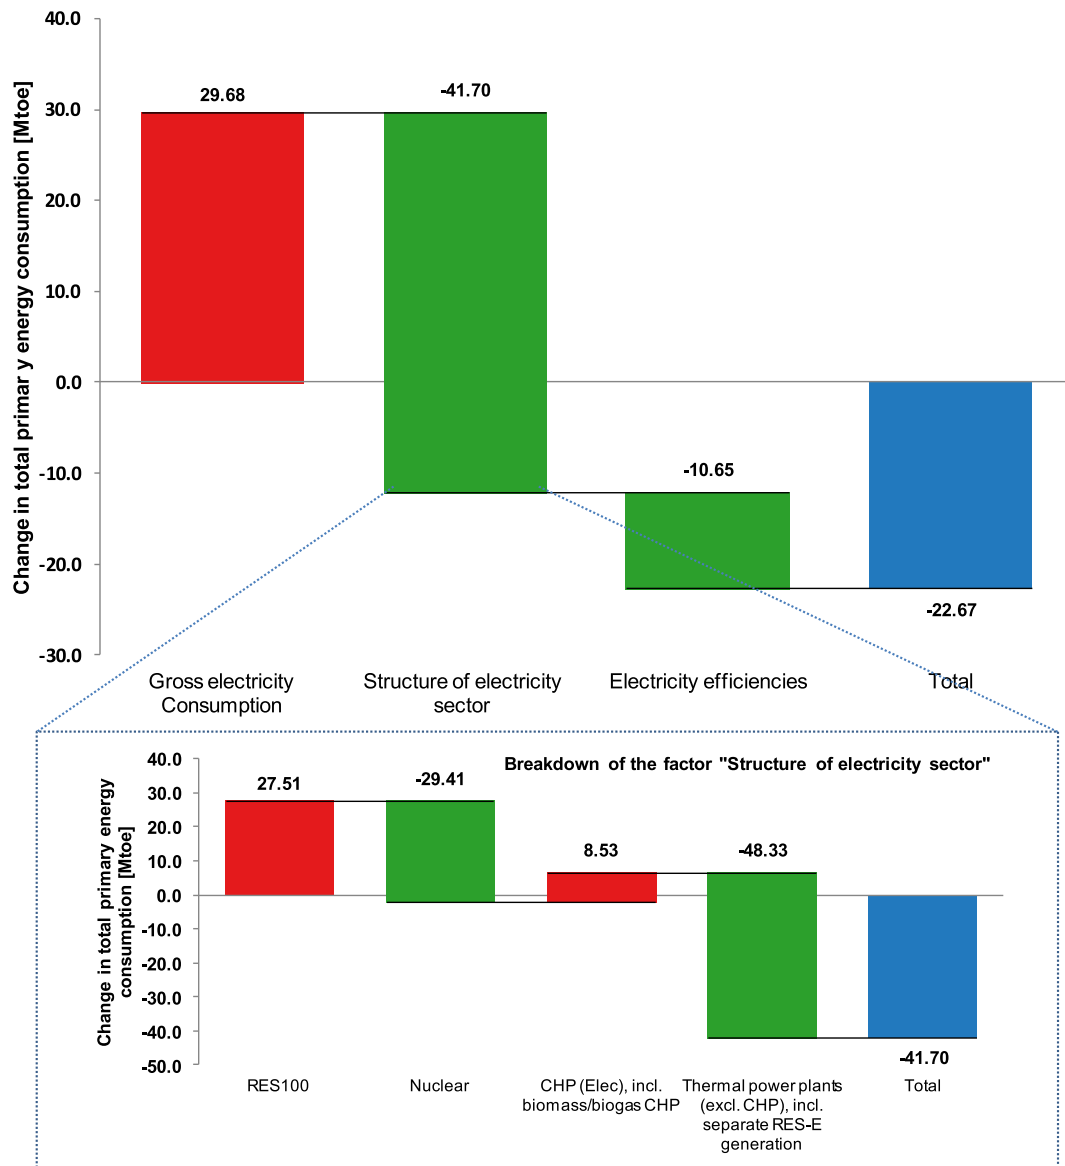 Change in total primar y energy consumption [Mtoe]
40.0
30.0
20.0
10.0
0.0
-10.0
-20.0
-30.0
29.68
-41.70
-10.65
-22.67
Gross electricity
Consumption
Structure of electricity
sector
Electricity efficiencies
Total
Breakdown of the factor "Structure of electricity sector"
Change in total primary energy
consumption [Mtoe]
40.0
30.0
20.0
10.0
0.0
-10.0
-20.0
-30.0
-40.0
-50.0
27.51
-29.41
8.53
-48.33
-41.70
RES100
Nuclear
CHP (Elec), incl.
biomass/biogas CHP
Thermal power plants
(excl. CHP), incl.
separate RES-E
generation
Total